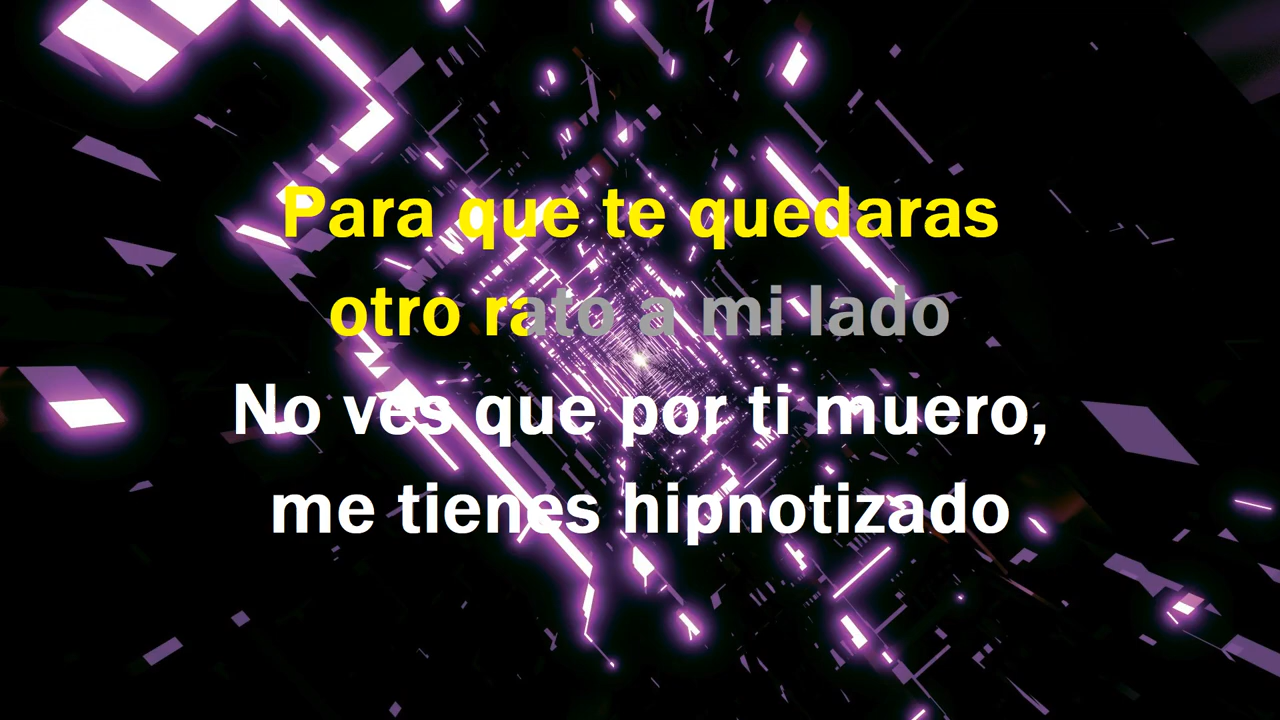 Para que te quedaras
otro rato a mi lado
No ves que por ti muero,
me tienes hipnotizado